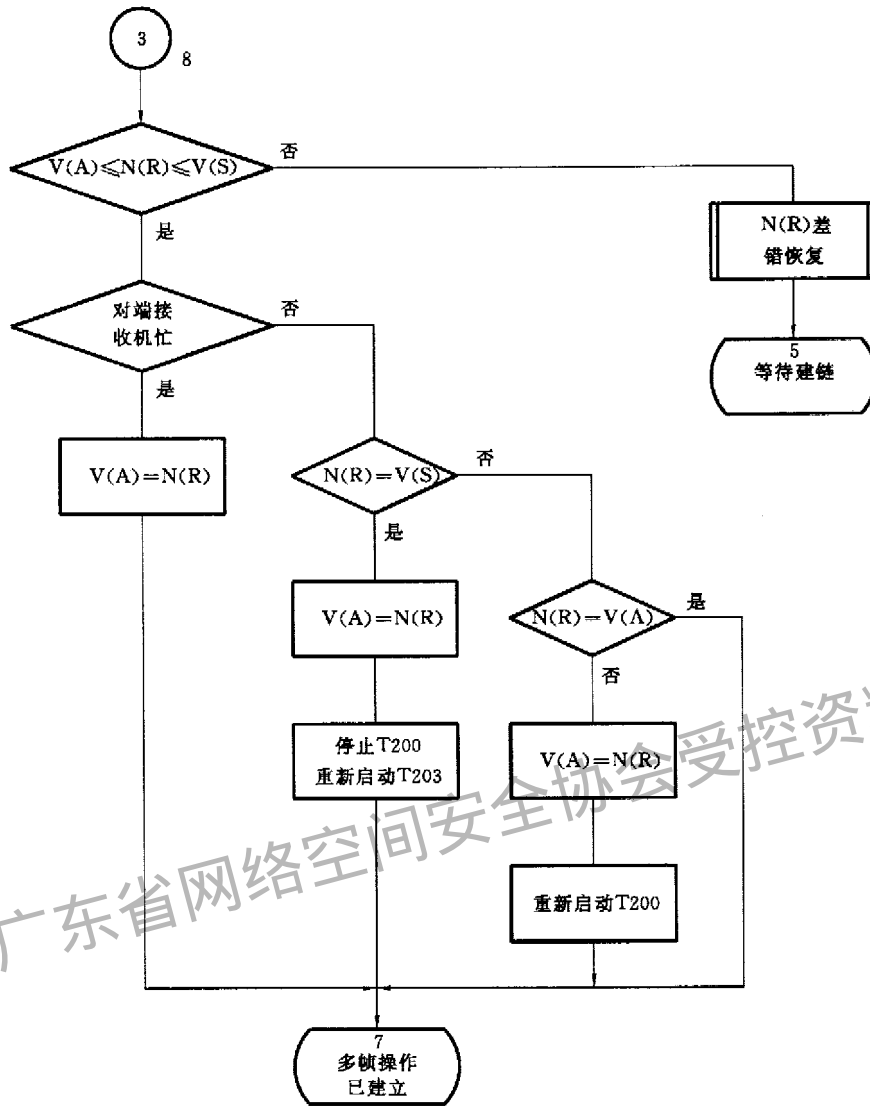 3
8
V(A)≤N(R)≤V(S)
否
是
N(R)差
错恢复
对端接
收机忙
否
是
5
等待建链
V(A)=N(R)
N(R)=V(S)
否
是
V(A)=N(R)
N(R)=V(A)
是
否
停止T200
重新启动T203
V(A)=N(R)
重新启动T200
广东省网络空间安全协会受控资料
7
多帧操作
已建立